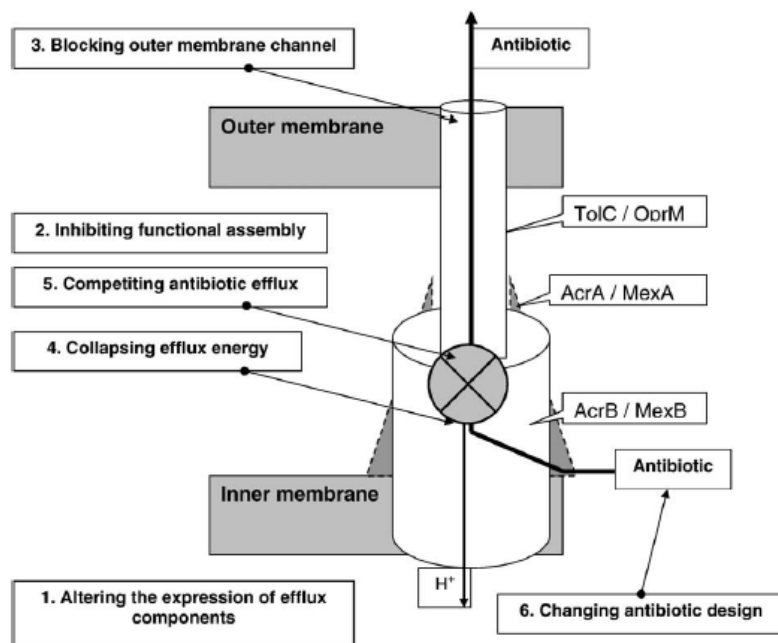 3. Blocking outer membrane channel
Antibiotic
Outer membrane
TolC / OprM
2. Inhibiting functional assembly
5. Competiting antibiotic efflux
AcrA / MexA
4. Collapsing efflux energy
AcrB / MexB
Antibiotic
Inner membrane
H⁺
1. Altering the expression of efflux
components
6. Changing antibiotic design